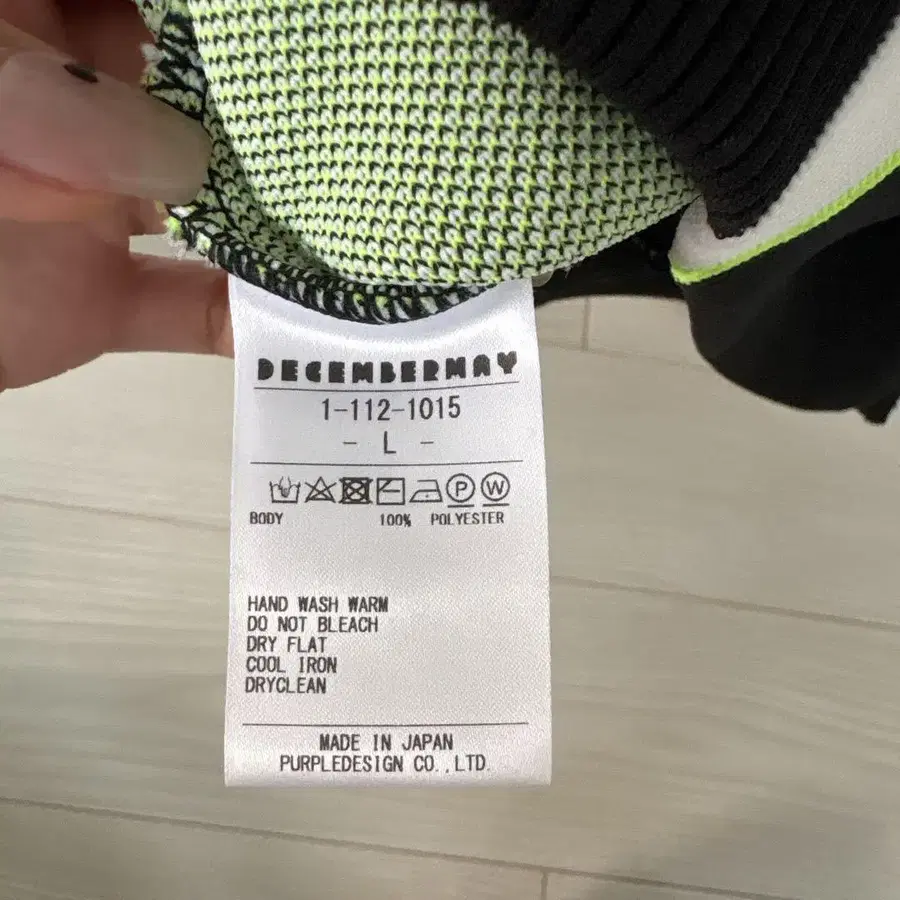 DECEMBERMAY
1-112-1015
- L -
P W
BODY 100% POLYESTER
HAND WASH WARM
DO NOT BLEACH
DRY FLAT
COOL IRON
DRYCLEAN
MADE IN JAPAN
PURPLEDESIGN CO.,LTD.